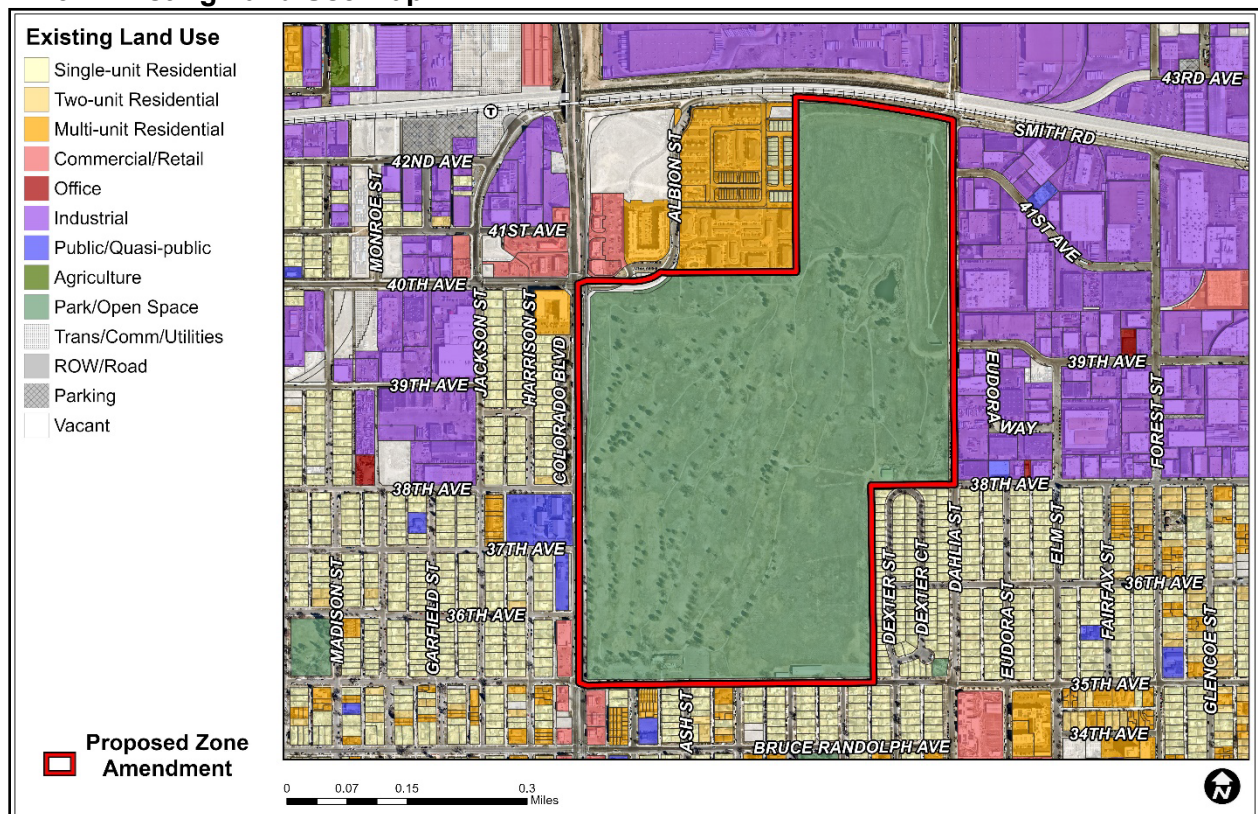 Existing Land Use
Single-unit Residential
Two-unit Residential
Multi-unit Residential
Commercial/Retail
Office
Industrial
Public/Quasi-public
Agriculture
Park/Open Space
Trans/Comm/Utilities
ROW/Road
Parking
Vacant
Proposed Zone
Amendment
43RD AVE
SMITH RD
T
42ND AVE
MONROE ST
ALBION ST
41ST AVE
41ST AVE
40TH AVE
JACKSON ST
HARRISON ST
COLORADO BLVD
39TH AVE
39TH AVE
EUDORA
WAY
FOREST ST
38TH AVE
38TH AVE
37TH AVE
MADISON ST
GARFIELD ST
36TH AVE
36TH AVE
DEXTER ST
DEXTER CT
DAHLIA ST
EUDORA ST
ELM ST
FAIRFAX ST
GLENCOE ST
35TH AVE
ASH ST
BRUCE RANDOLPH AVE
34TH AVE
0 0.07 0.15 0.3
Miles
N